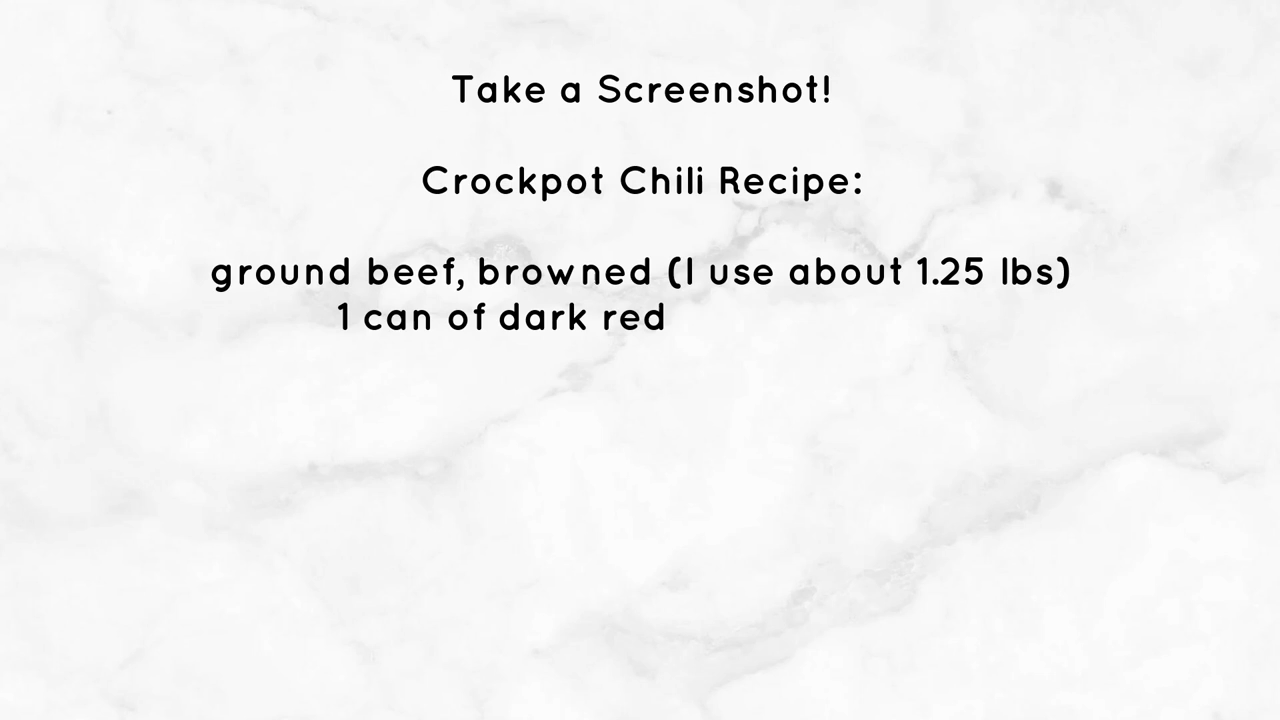 Take a Screenshot!
Crockpot Chili Recipe:
ground beef, browned (I use about 1.25 lbs)
1 can of dark red